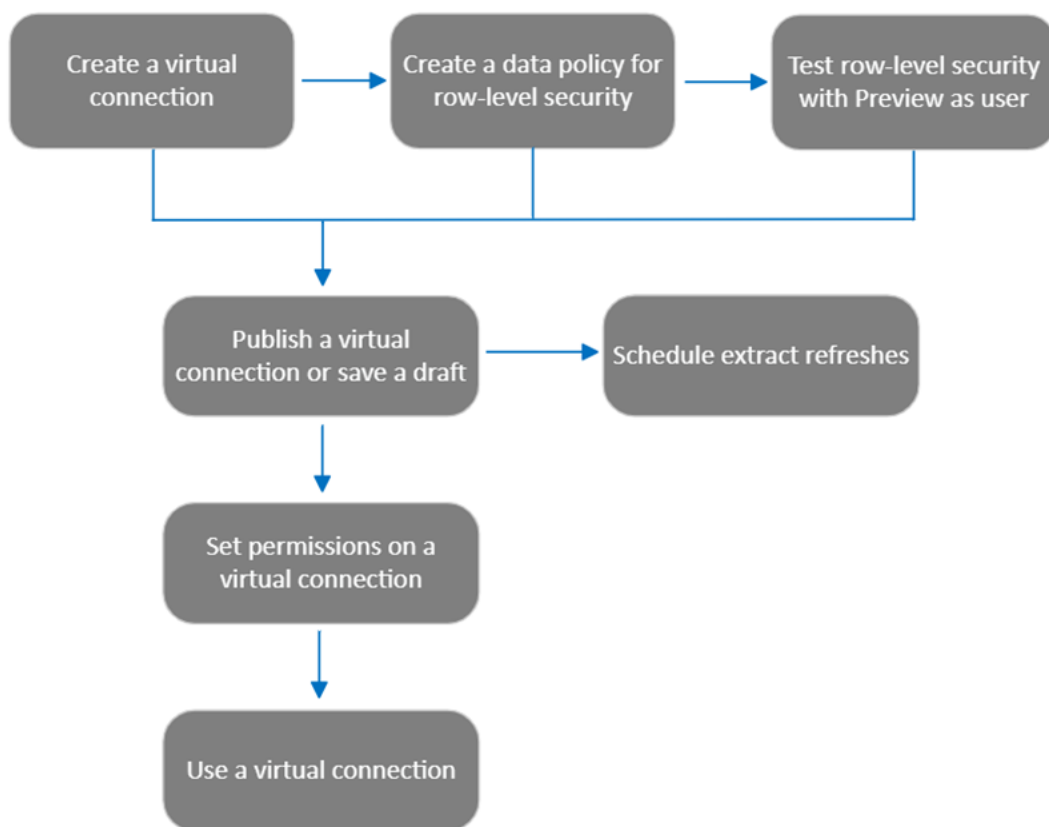 Create a virtual
connection
Create a data policy for
row-level security
Test row-level security
with Preview as user
Publish a virtual
connection or save a draft
Schedule extract refreshes
Set permissions on a
virtual connection
Use a virtual connection